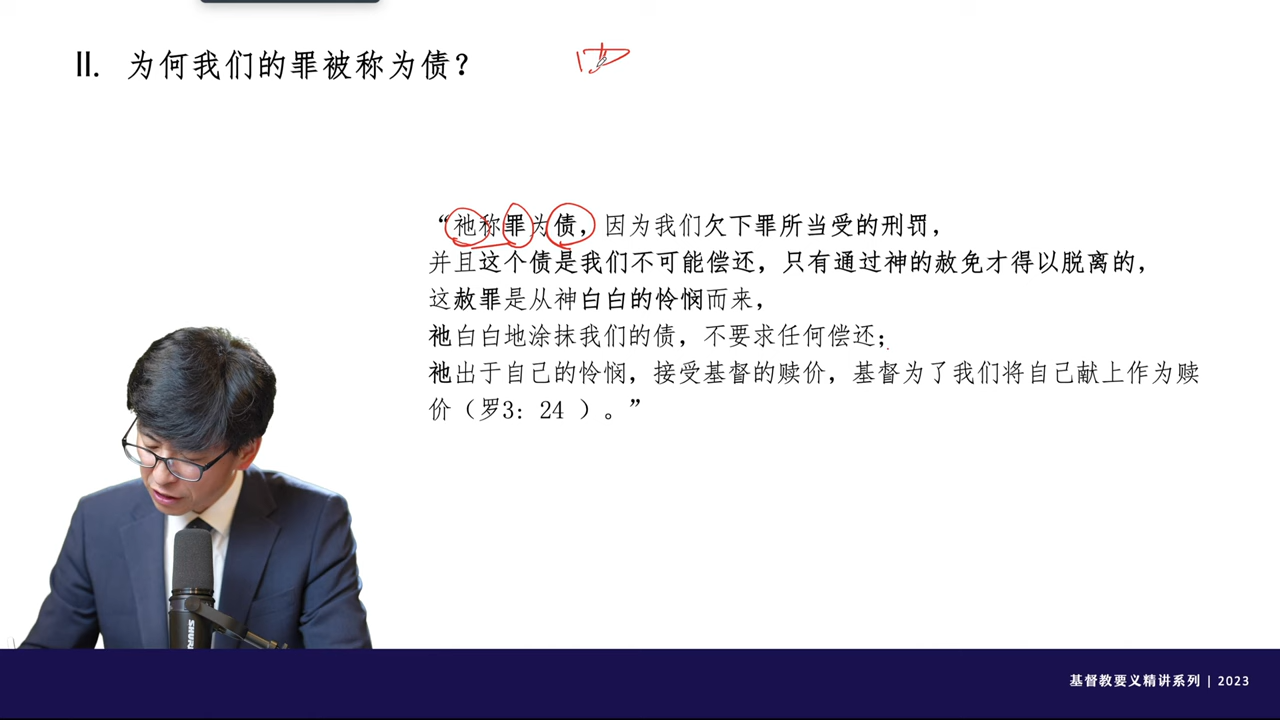 II. 为何我们的罪被称为债?
“祂称罪为债，因为我们欠下罪所当受的刑罚，
并且这个债是我们不可能偿还，只有通过神的赦免才得以脱离的，
这赦罪是从神白白的怜悯而来，
祂白白地涂抹我们的债，不要求任何偿还；
祂出于自己的怜悯，接受基督的赎价，基督为了我们将自己献上作为赎
价（罗3: 24 ）。”
SHURE
基督教要义精讲系列 | 2023